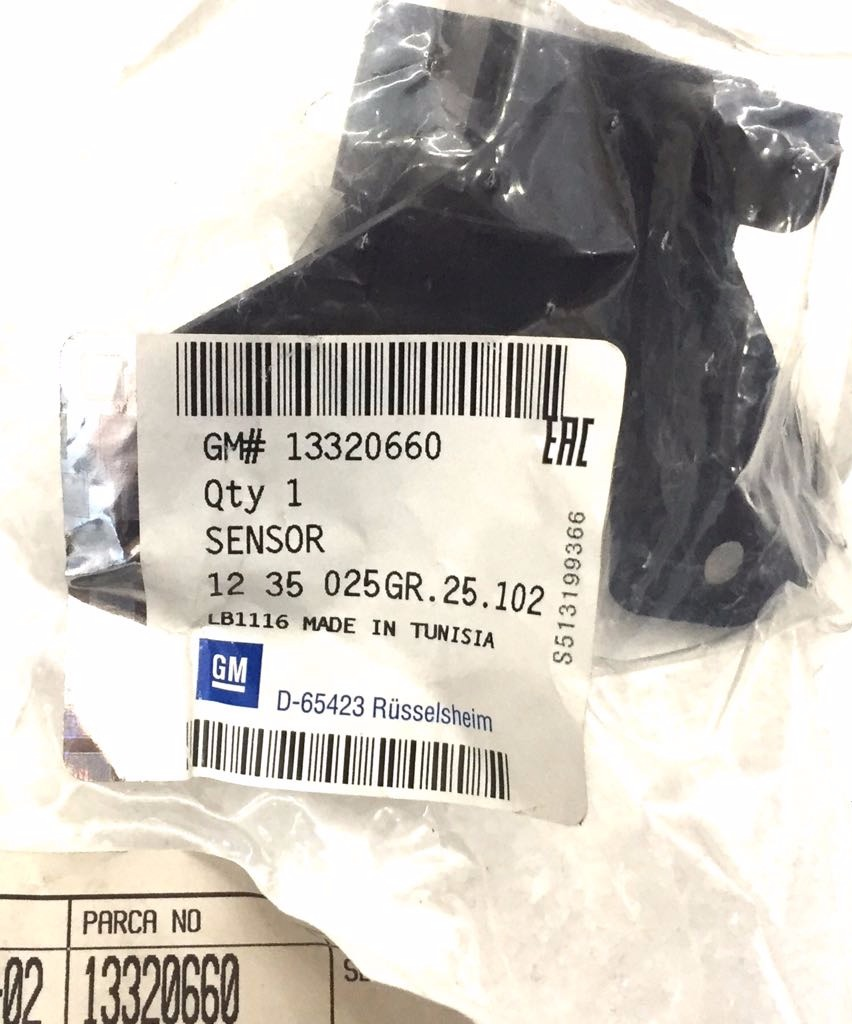 GM# 13320660
EAC
Qty 1
SENSOR
12 35 025GR.25.102
LB1116 MADE IN TUNISIA
S513199366
GM
D-65423 Rüsselsheim
PARCA NO
-02
13320660